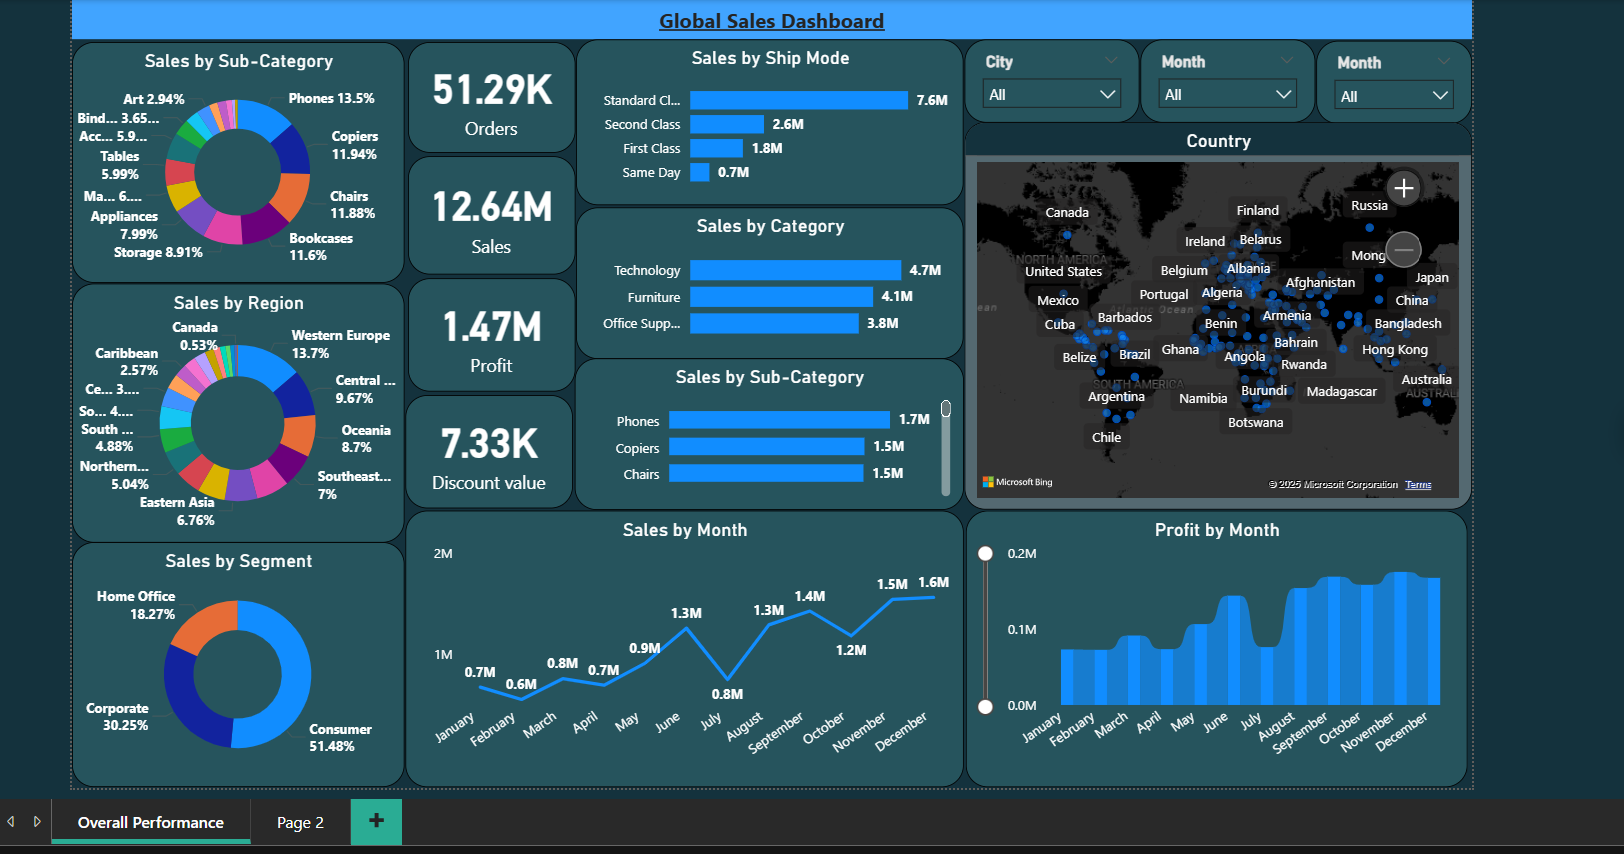 Global Sales Dashboard
Sales by Sub-Category
Art 2.94%
Phones 13.5%
Bind... 3.65...
Copiers
11.94%
Acc... 5.9...
Tables
5.99%
Chairs
11.88%
Ma... 6....
Appliances
7.99%
Bookcases
11.6%
Storage 8.91%
51.29K
Orders
12.64M
Sales
1.47M
Profit
7.33K
Discount value
Sales by Ship Mode
Standard Cl... 7.6M
Second Class 2.6M
First Class 1.8M
Same Day 0.7M
Sales by Category
Technology 4.7M
Furniture 4.1M
Office Supp... 3.8M
Sales by Sub-Category
Phones 1.7M
Copiers 1.5M
Chairs 1.5M
City
All
Month
All
Month
All
Country
Canada
Finland
Russia
Ireland
Belarus
NORTH AMERICA
United States
Belgium
Albania
Mong
Japan
Afghanistan
Mexico
Portugal
Algeria
China
ean
Ocean
Cuba
Barbados
Benin
Armenia
Bangladesh
Belize
Brazil
Ghana
Angola
Bahrain
Hong Kong
Rwanda
SOUTH AMERICA
Argentina
Namibia
Burundi
Madagascar
Australia
AUSTRAL
Chile
Botswana
Microsoft Bing
© 2025 Microsoft Corporation Terms
Sales by Region
Canada
0.53%
Western Europe
13.7%
Caribbean
2.57%
Central ...
9.67%
Ce... 3....
So... 4....
South ...
4.88%
Oceania
8.7%
Northern...
5.04%
Southeast...
7%
Eastern Asia
6.76%
Sales by Segment
Home Office
18.27%
Corporate
30.25%
Consumer
51.48%
Sales by Month
2M
1M
0.7M
0.6M
0.8M
0.7M
0.9M
1.3M
0.8M
1.3M
1.4M
1.2M
1.5M
1.6M
January
February
March
April
May
June
July
August
September
October
November
December
Profit by Month
0.2M
0.1M
0.0M
January
February
March
April
May
June
July
August
September
October
November
December
Overall Performance
Page 2